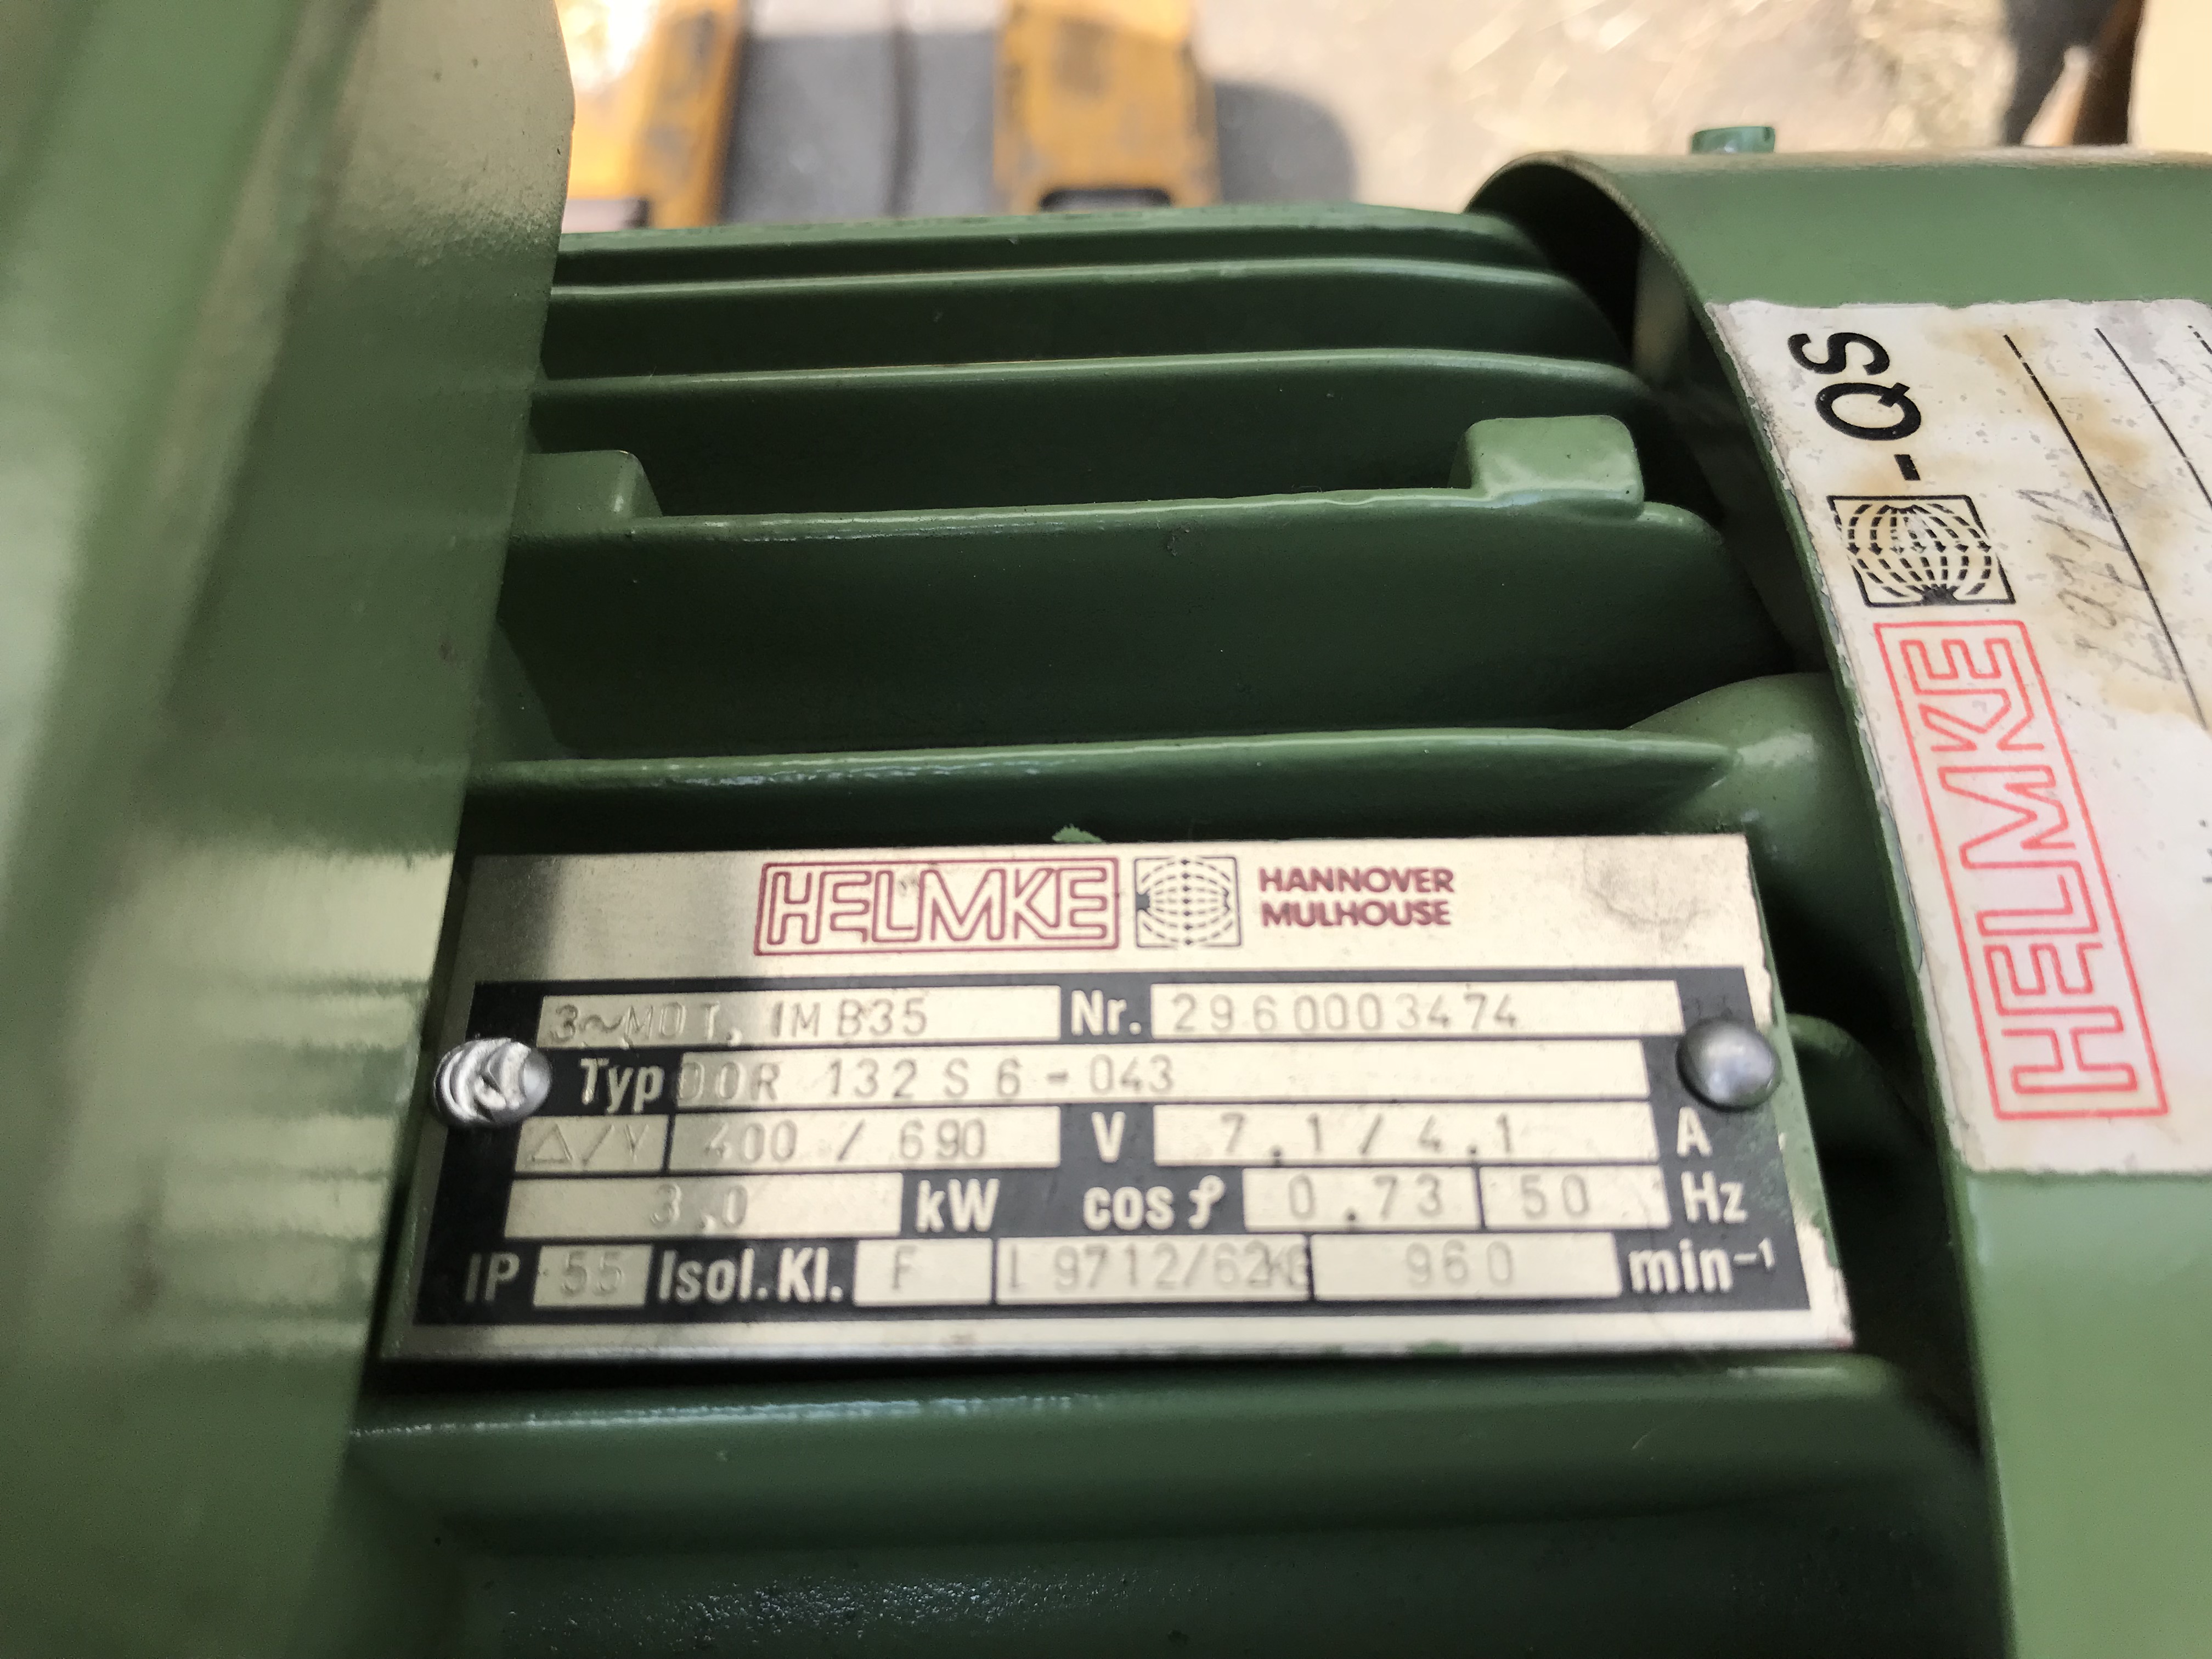 HELMKE HANNOVER
MULHOUSE
3~MOT. IM B35 Nr. 2960003474
Typ DOR 132 S 6 - 043
Δ/Y 400 / 690 V 7.1 / 4.1 A
3.0 kW cos φ 0.73 50 Hz
IP 55 Isol. Kl. F L 9712/62KG 960 min⁻¹
HELMKE -QS